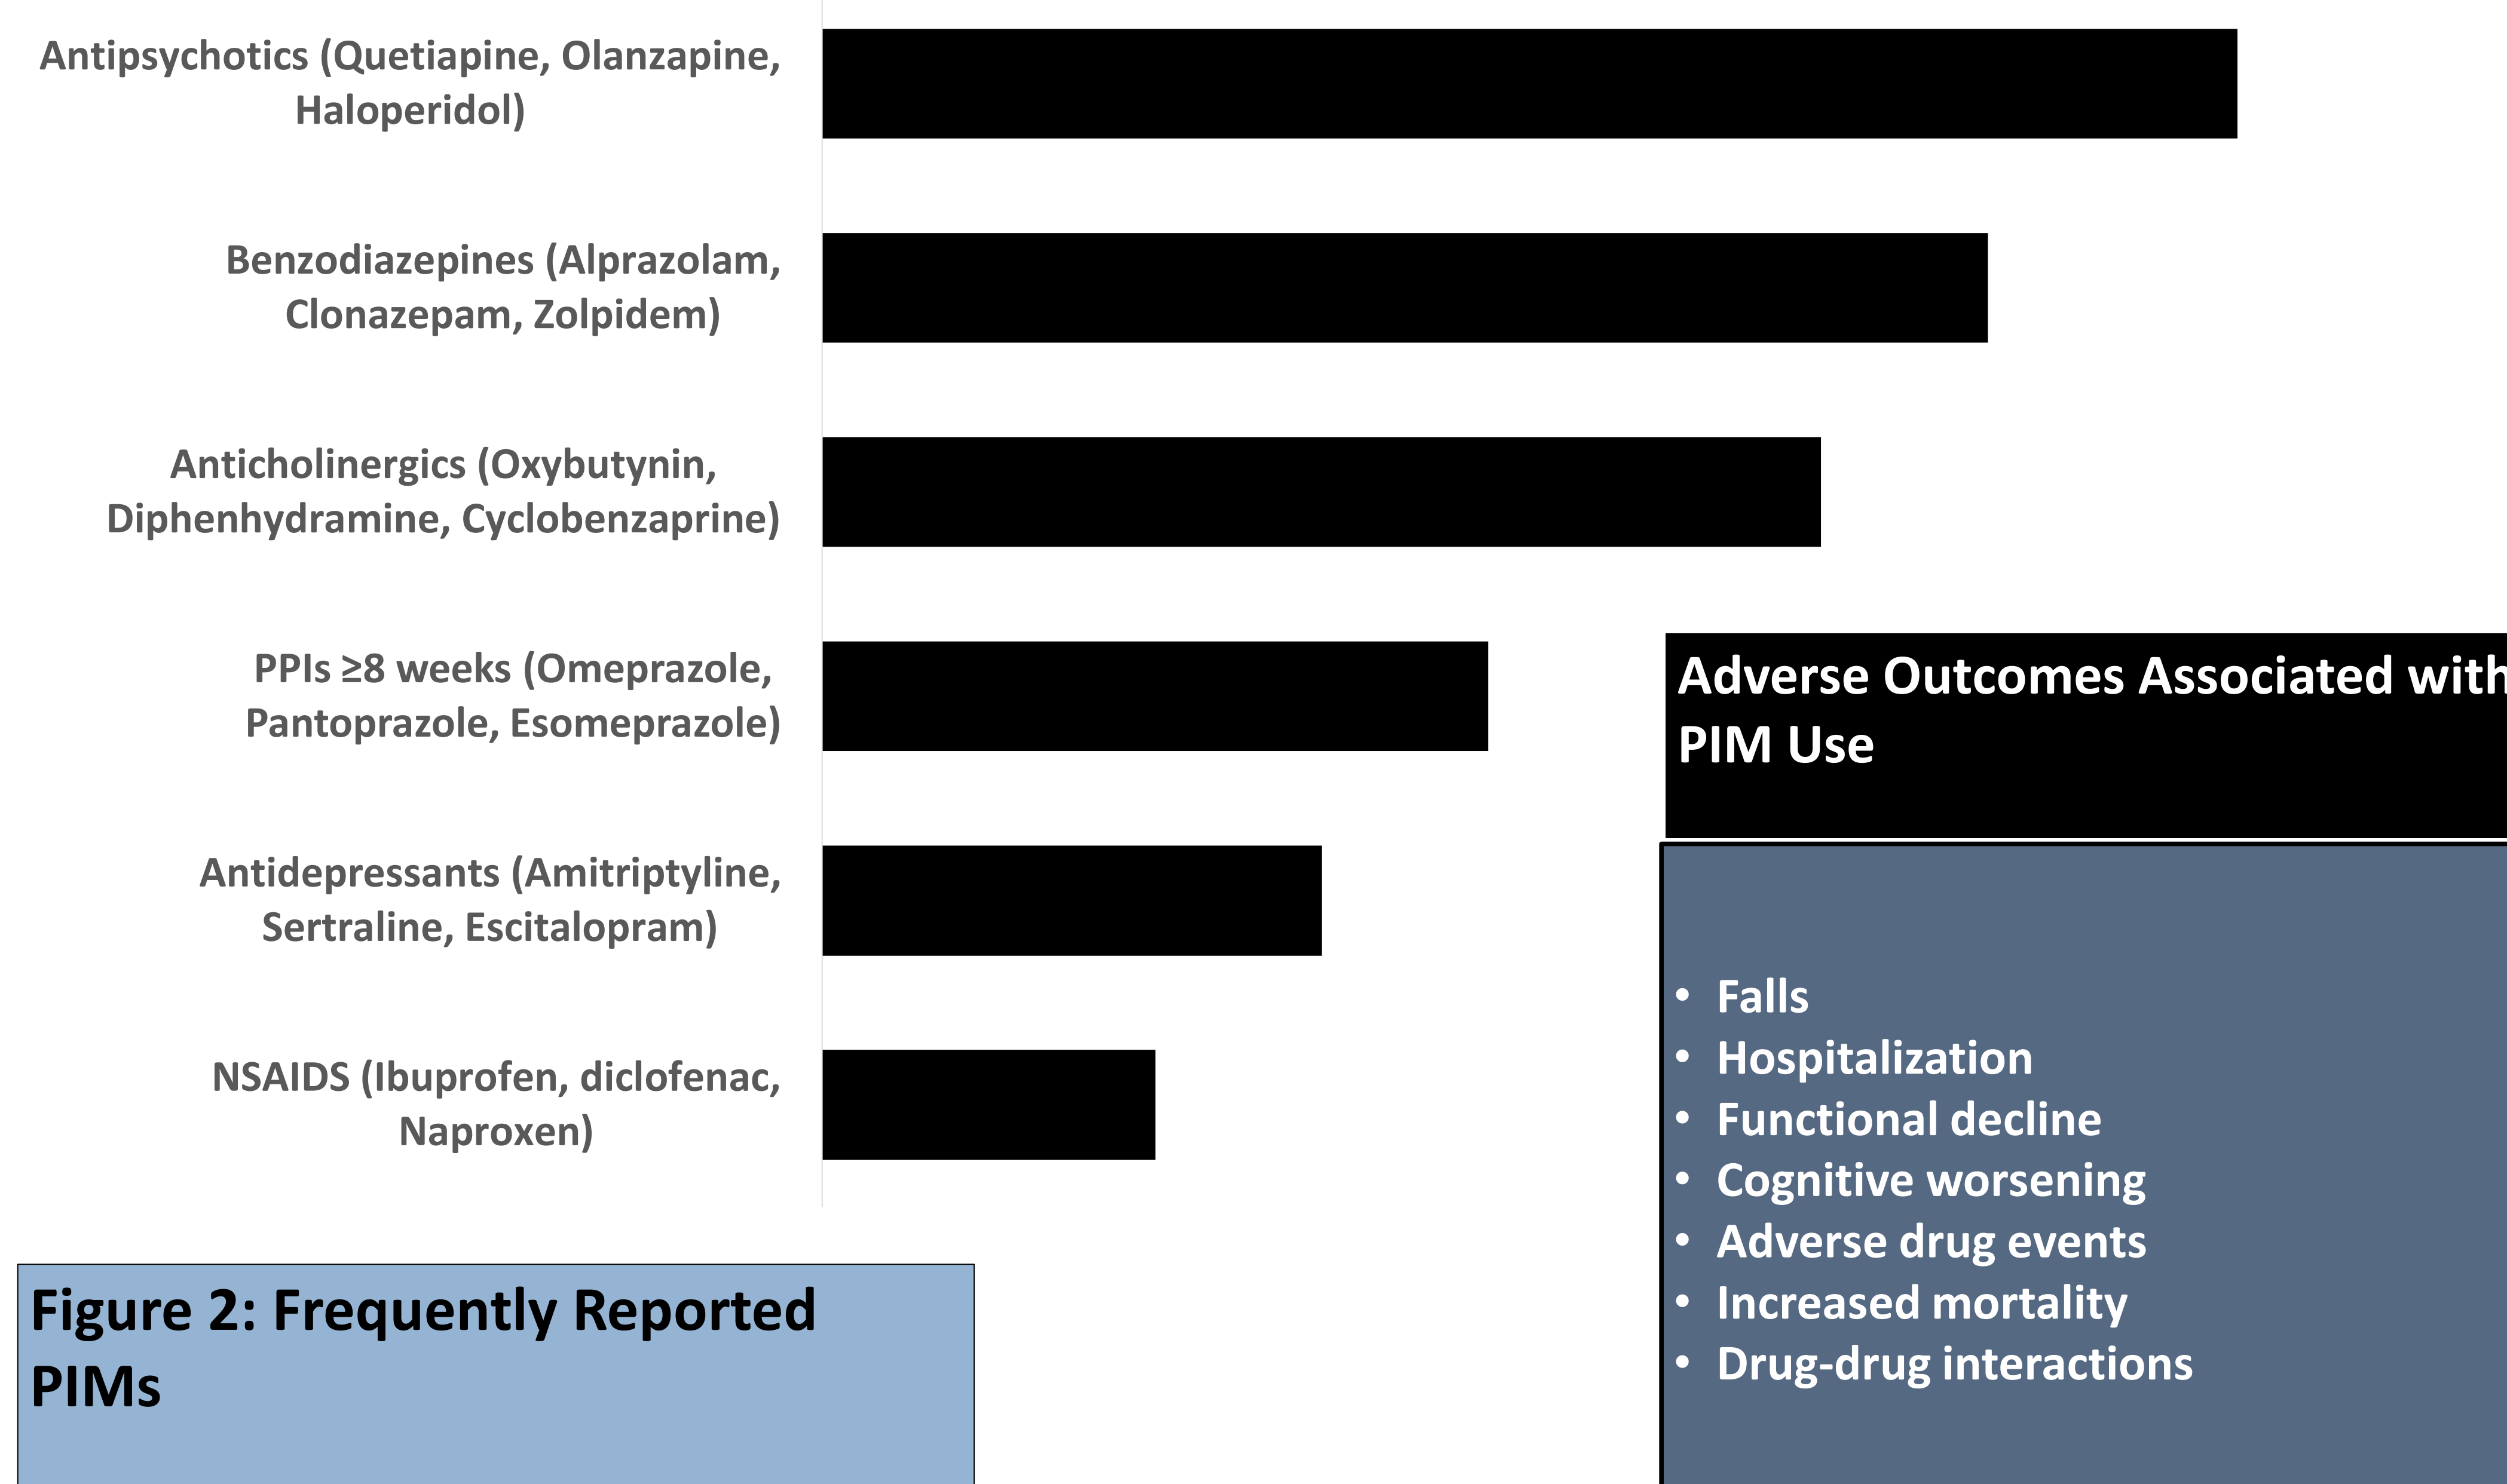 Antipsychotics (Quetiapine, Olanzapine,
Haloperidol)
Benzodiazepines (Alprazolam,
Clonazepam, Zolpidem)
Anticholinergics (Oxybutynin,
Diphenhydramine, Cyclobenzaprine)
PPIs ≥8 weeks (Omeprazole,
Pantoprazole, Esomeprazole)
Antidepressants (Amitriptyline,
Sertraline, Escitalopram)
NSAIDS (Ibuprofen, diclofenac,
Naproxen)
Figure 2: Frequently Reported
PIMs
Adverse Outcomes Associated with
PIM Use
• Falls
• Hospitalization
• Functional decline
• Cognitive worsening
• Adverse drug events
• Increased mortality
• Drug-drug interactions